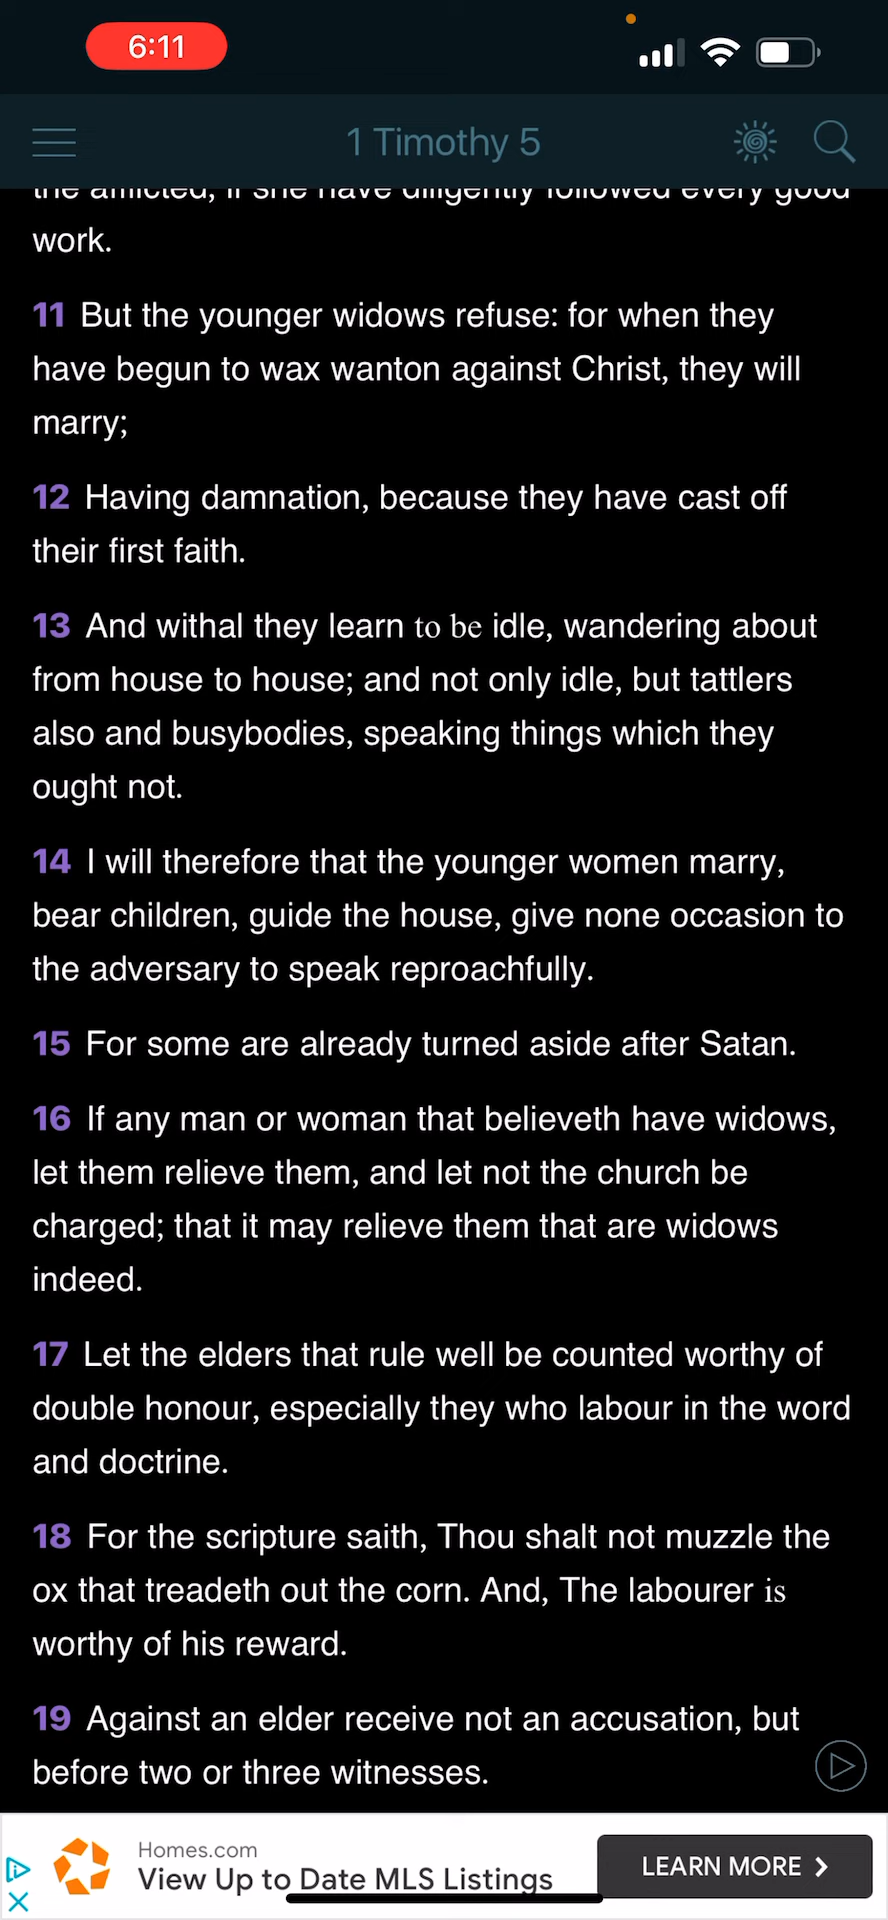 6:11
1 Timothy 5
the afflicted, if she have diligently followed every good
work.
11 But the younger widows refuse: for when they
have begun to wax wanton against Christ, they will
marry;
12 Having damnation, because they have cast off
their first faith.
13 And withal they learn to be idle, wandering about
from house to house; and not only idle, but tattlers
also and busybodies, speaking things which they
ought not.
14 I will therefore that the younger women marry,
bear children, guide the house, give none occasion to
the adversary to speak reproachfully.
15 For some are already turned aside after Satan.
16 If any man or woman that believeth have widows,
let them relieve them, and let not the church be
charged; that it may relieve them that are widows
indeed.
17 Let the elders that rule well be counted worthy of
double honour, especially they who labour in the word
and doctrine.
18 For the scripture saith, Thou shalt not muzzle the
ox that treadeth out the corn. And, The labourer is
worthy of his reward.
19 Against an elder receive not an accusation, but
before two or three witnesses.
Homes.com
View Up to Date MLS Listings
LEARN MORE